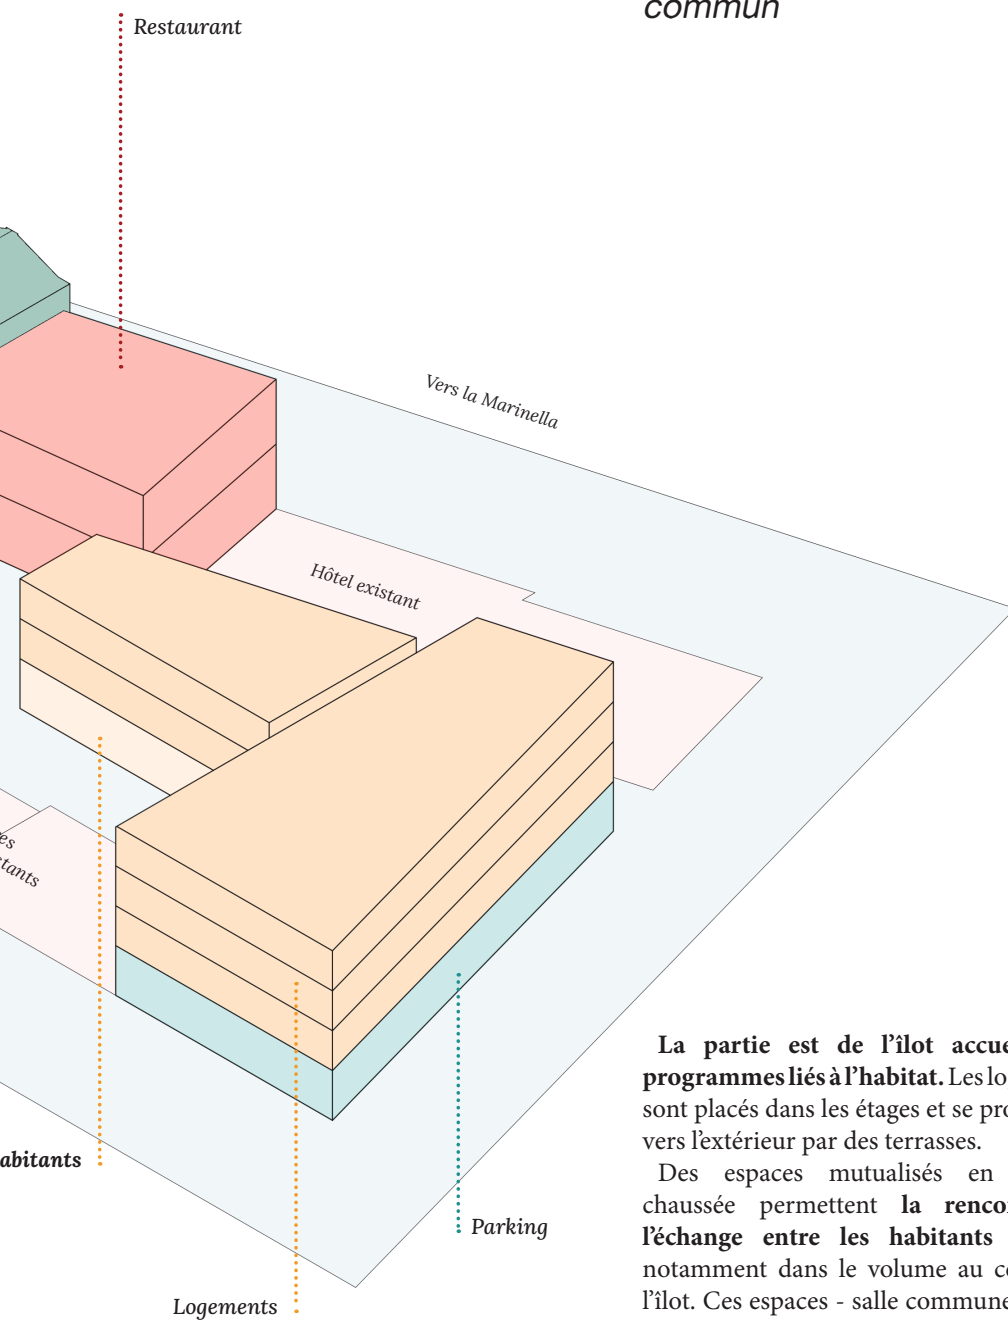 commun
Restaurant
Vers la Marinella
Hôtel existant
es
tants
abitants
Parking
Logements
La partie est de l’îlot accue
programmes liés à l’habitat. Les lo
sont placés dans les étages et se pro
vers l’extérieur par des terrasses.
Des espaces mutualisés en
chaussée permettent la renco
l’échange entre les habitants
notamment dans le volume au c
l’îlot. Ces espaces - salle commune